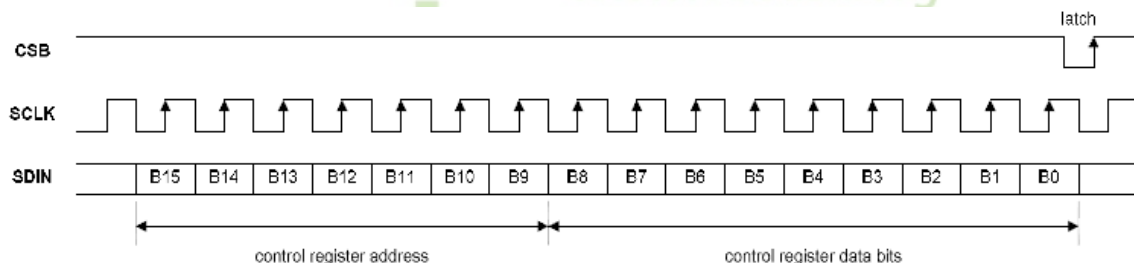 latch
CSB
SCLK
SDIN B15 B14 B13 B12 B11 B10 B9 B8 B7 B6 B5 B4 B3 B2 B1 B0
control register address control register data bits